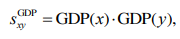 s_{xy}^{GDP} = GDP(x)·GDP(y),